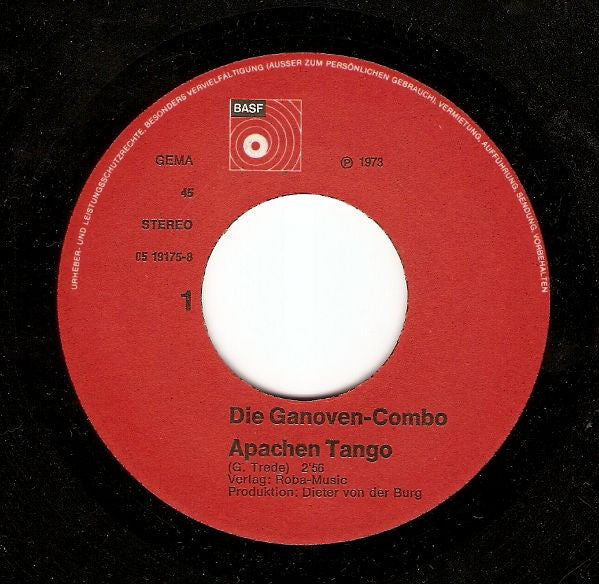 URHEBER- UND LEISTUNGSSCHUTZRECHTE, BESONDERS VERVIELFÄLTIGUNG (AUSSER ZUM PERSÖNLICHEN GEBRAUCH), VERMIETUNG, AUFFÜHRUNG, SENDUNG, VORBEHALTEN
BASF
GEMA
℗ 1973
45
STEREO
05 19175-8
1
Die Ganoven-Combo
Apachen Tango
(G. Trede) 2'56
Verlag: Roba-Music
Produktion: Dieter von der Burg